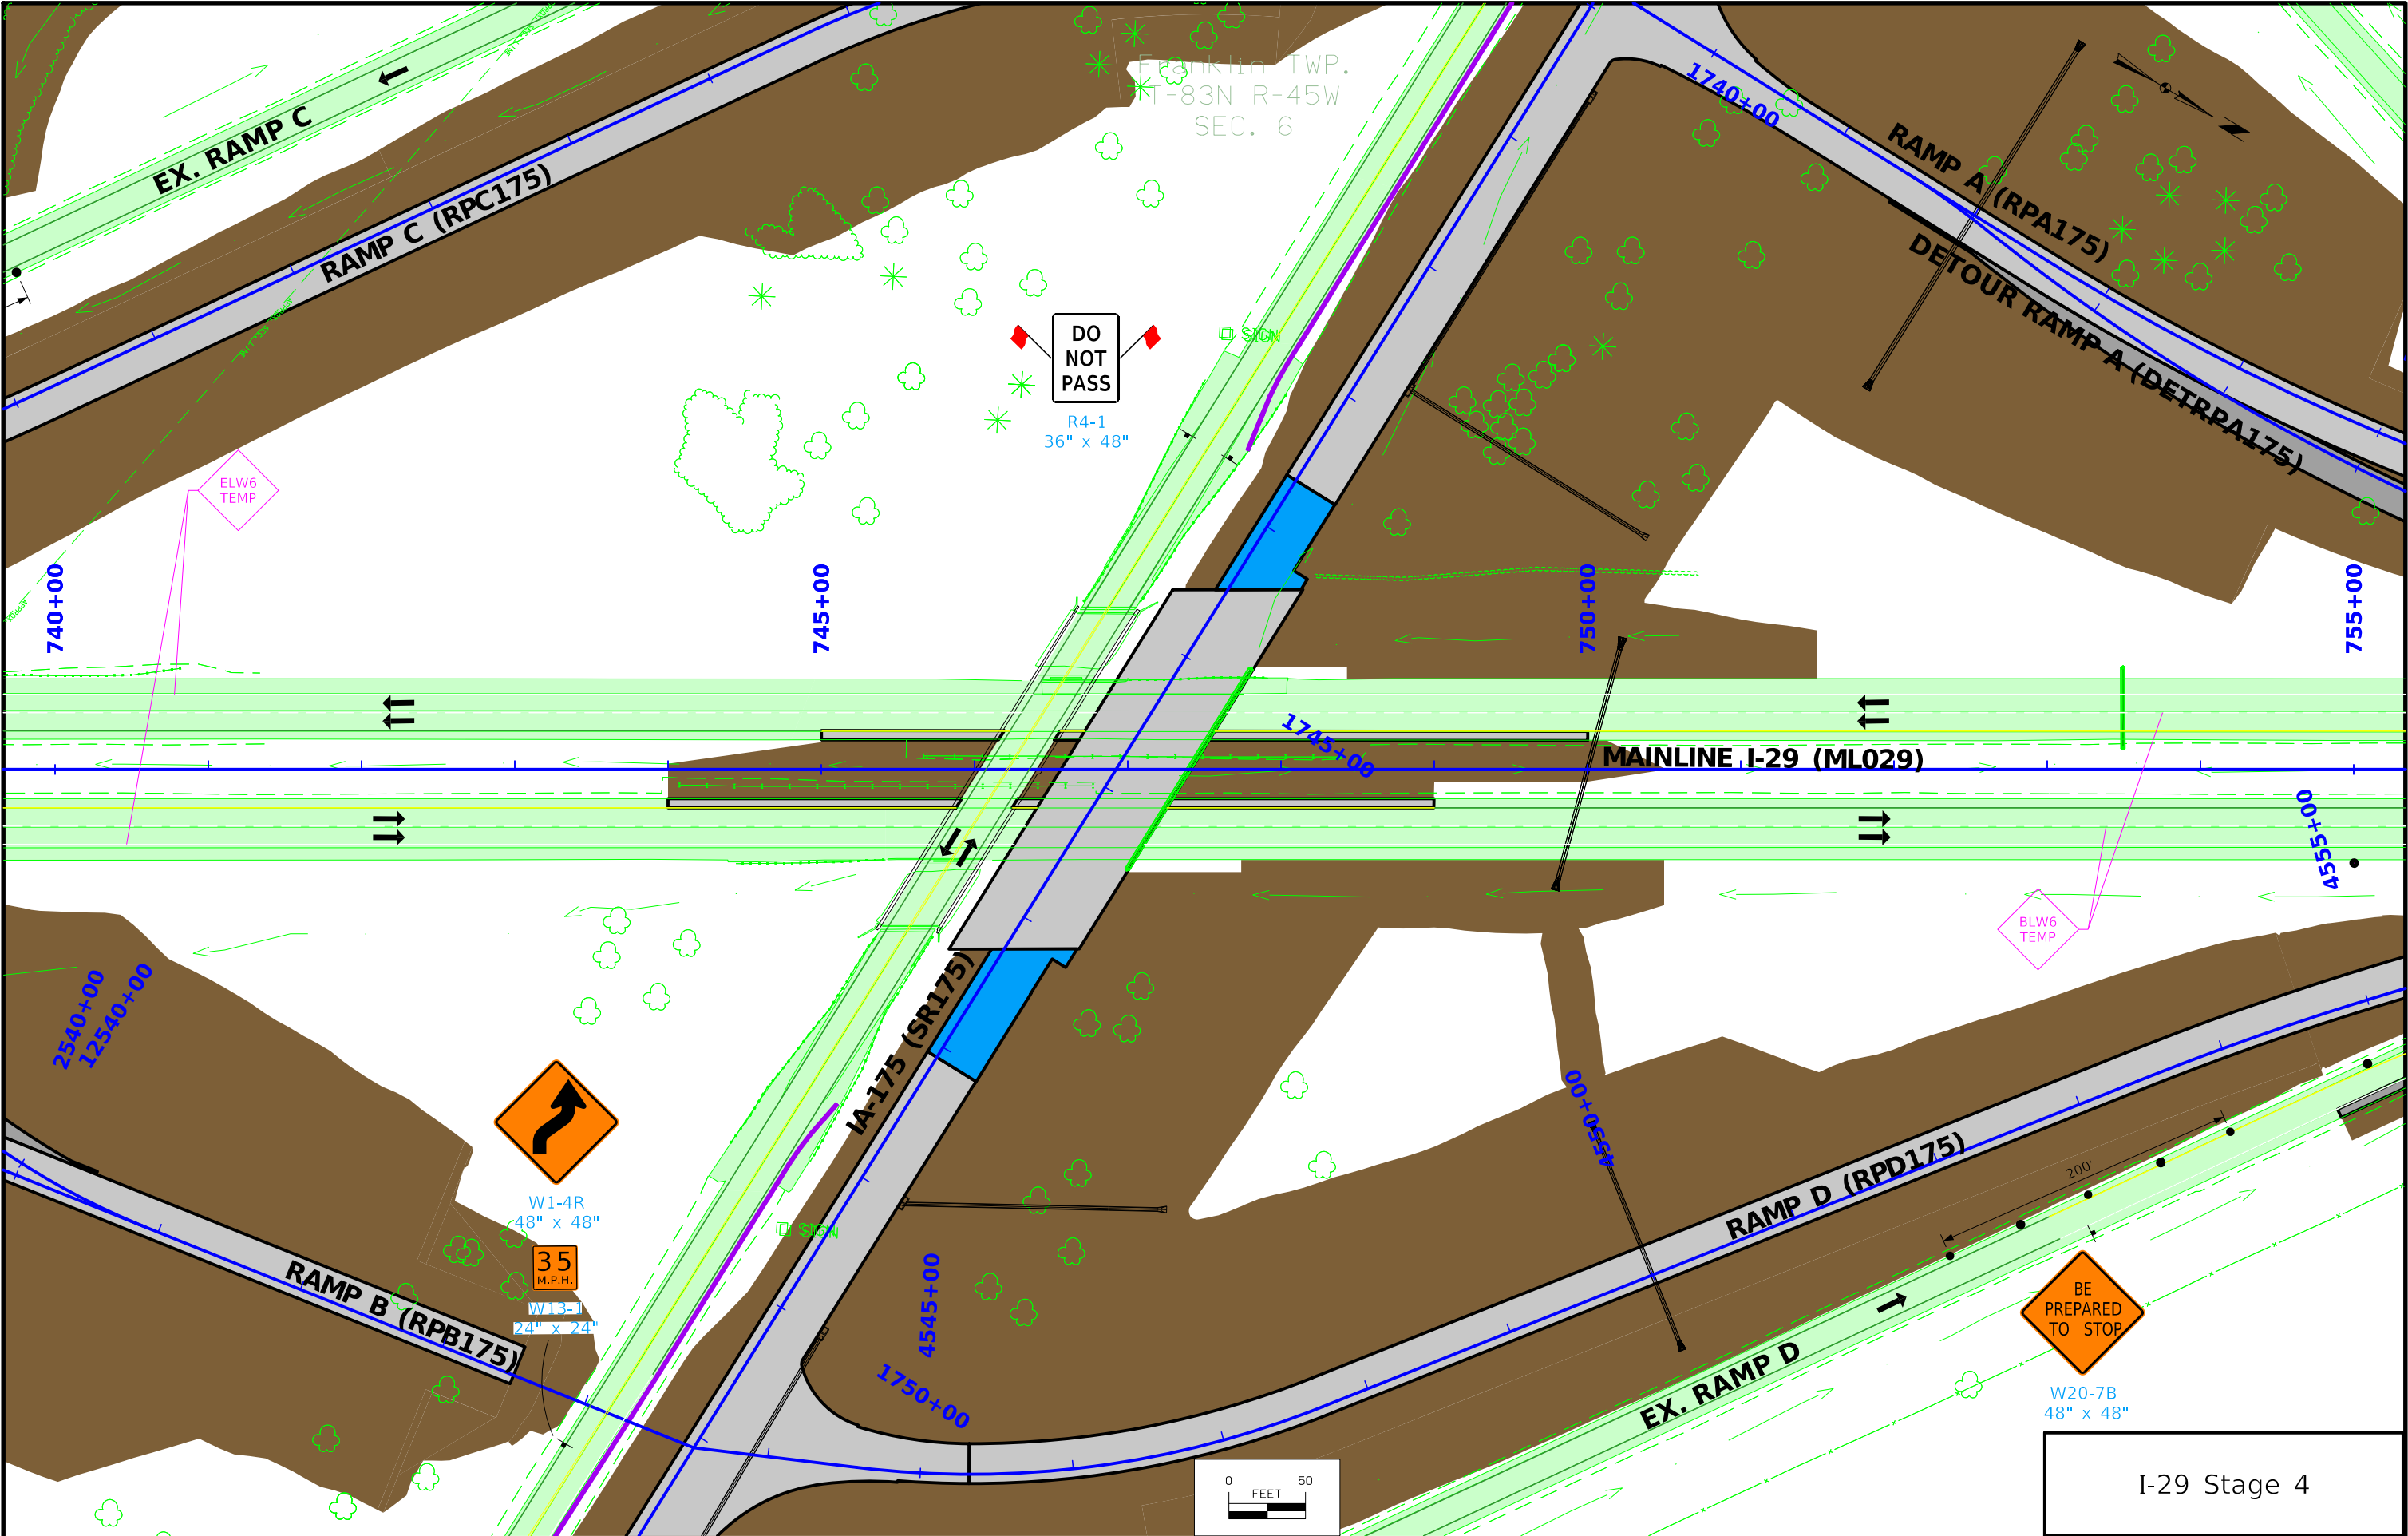 Franklin TWP.
T-83N R-45W
SEC. 6
EX. RAMP C
RAMP C (RPC175)
1740+00
RAMP A (RPA175)
DETOUR RAMP A (DETRPA175)
SIGN
DO
NOT
PASS
R4-1
36" x 48"
ELW6
TEMP
740+00
745+00
750+00
755+00
1745+00
MAINLINE I-29 (ML029)
4555+00
BLW6
TEMP
2540+00
12540+00
IA-175 (SR175)
4550+00
W1-4R
48" x 48"
35
M.P.H.
W13-1
24" x 24"
SIGN
RAMP B (RPB175)
4545+00
1750+00
RAMP D (RPD175)
200'
EX. RAMP D
BE
PREPARED
TO STOP
W20-7B
48" x 48"
0 50
FEET
I-29 Stage 4